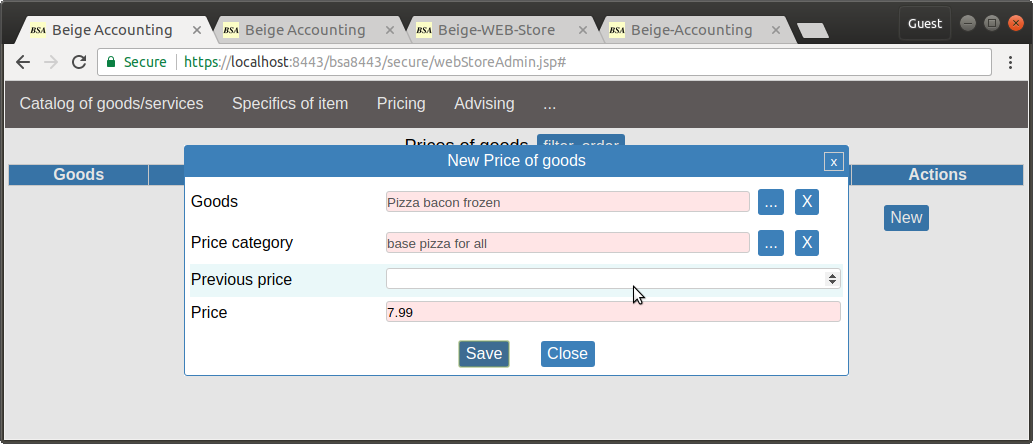 BSA Beige Accounting × BSA Beige Accounting × BSA Beige-WEB-Store × BSA Beige-Accounting × Guest
Secure https://localhost:8443/bsa8443/secure/webStoreAdmin.jsp#
Catalog of goods/services Specifics of item Pricing Advising ...
Prices of goods filter, order
New Price of goods x
Goods Actions
Goods Pizza bacon frozen ... X
New
Price category base pizza for all ... X
Previous price
Price 7.99
Save Close